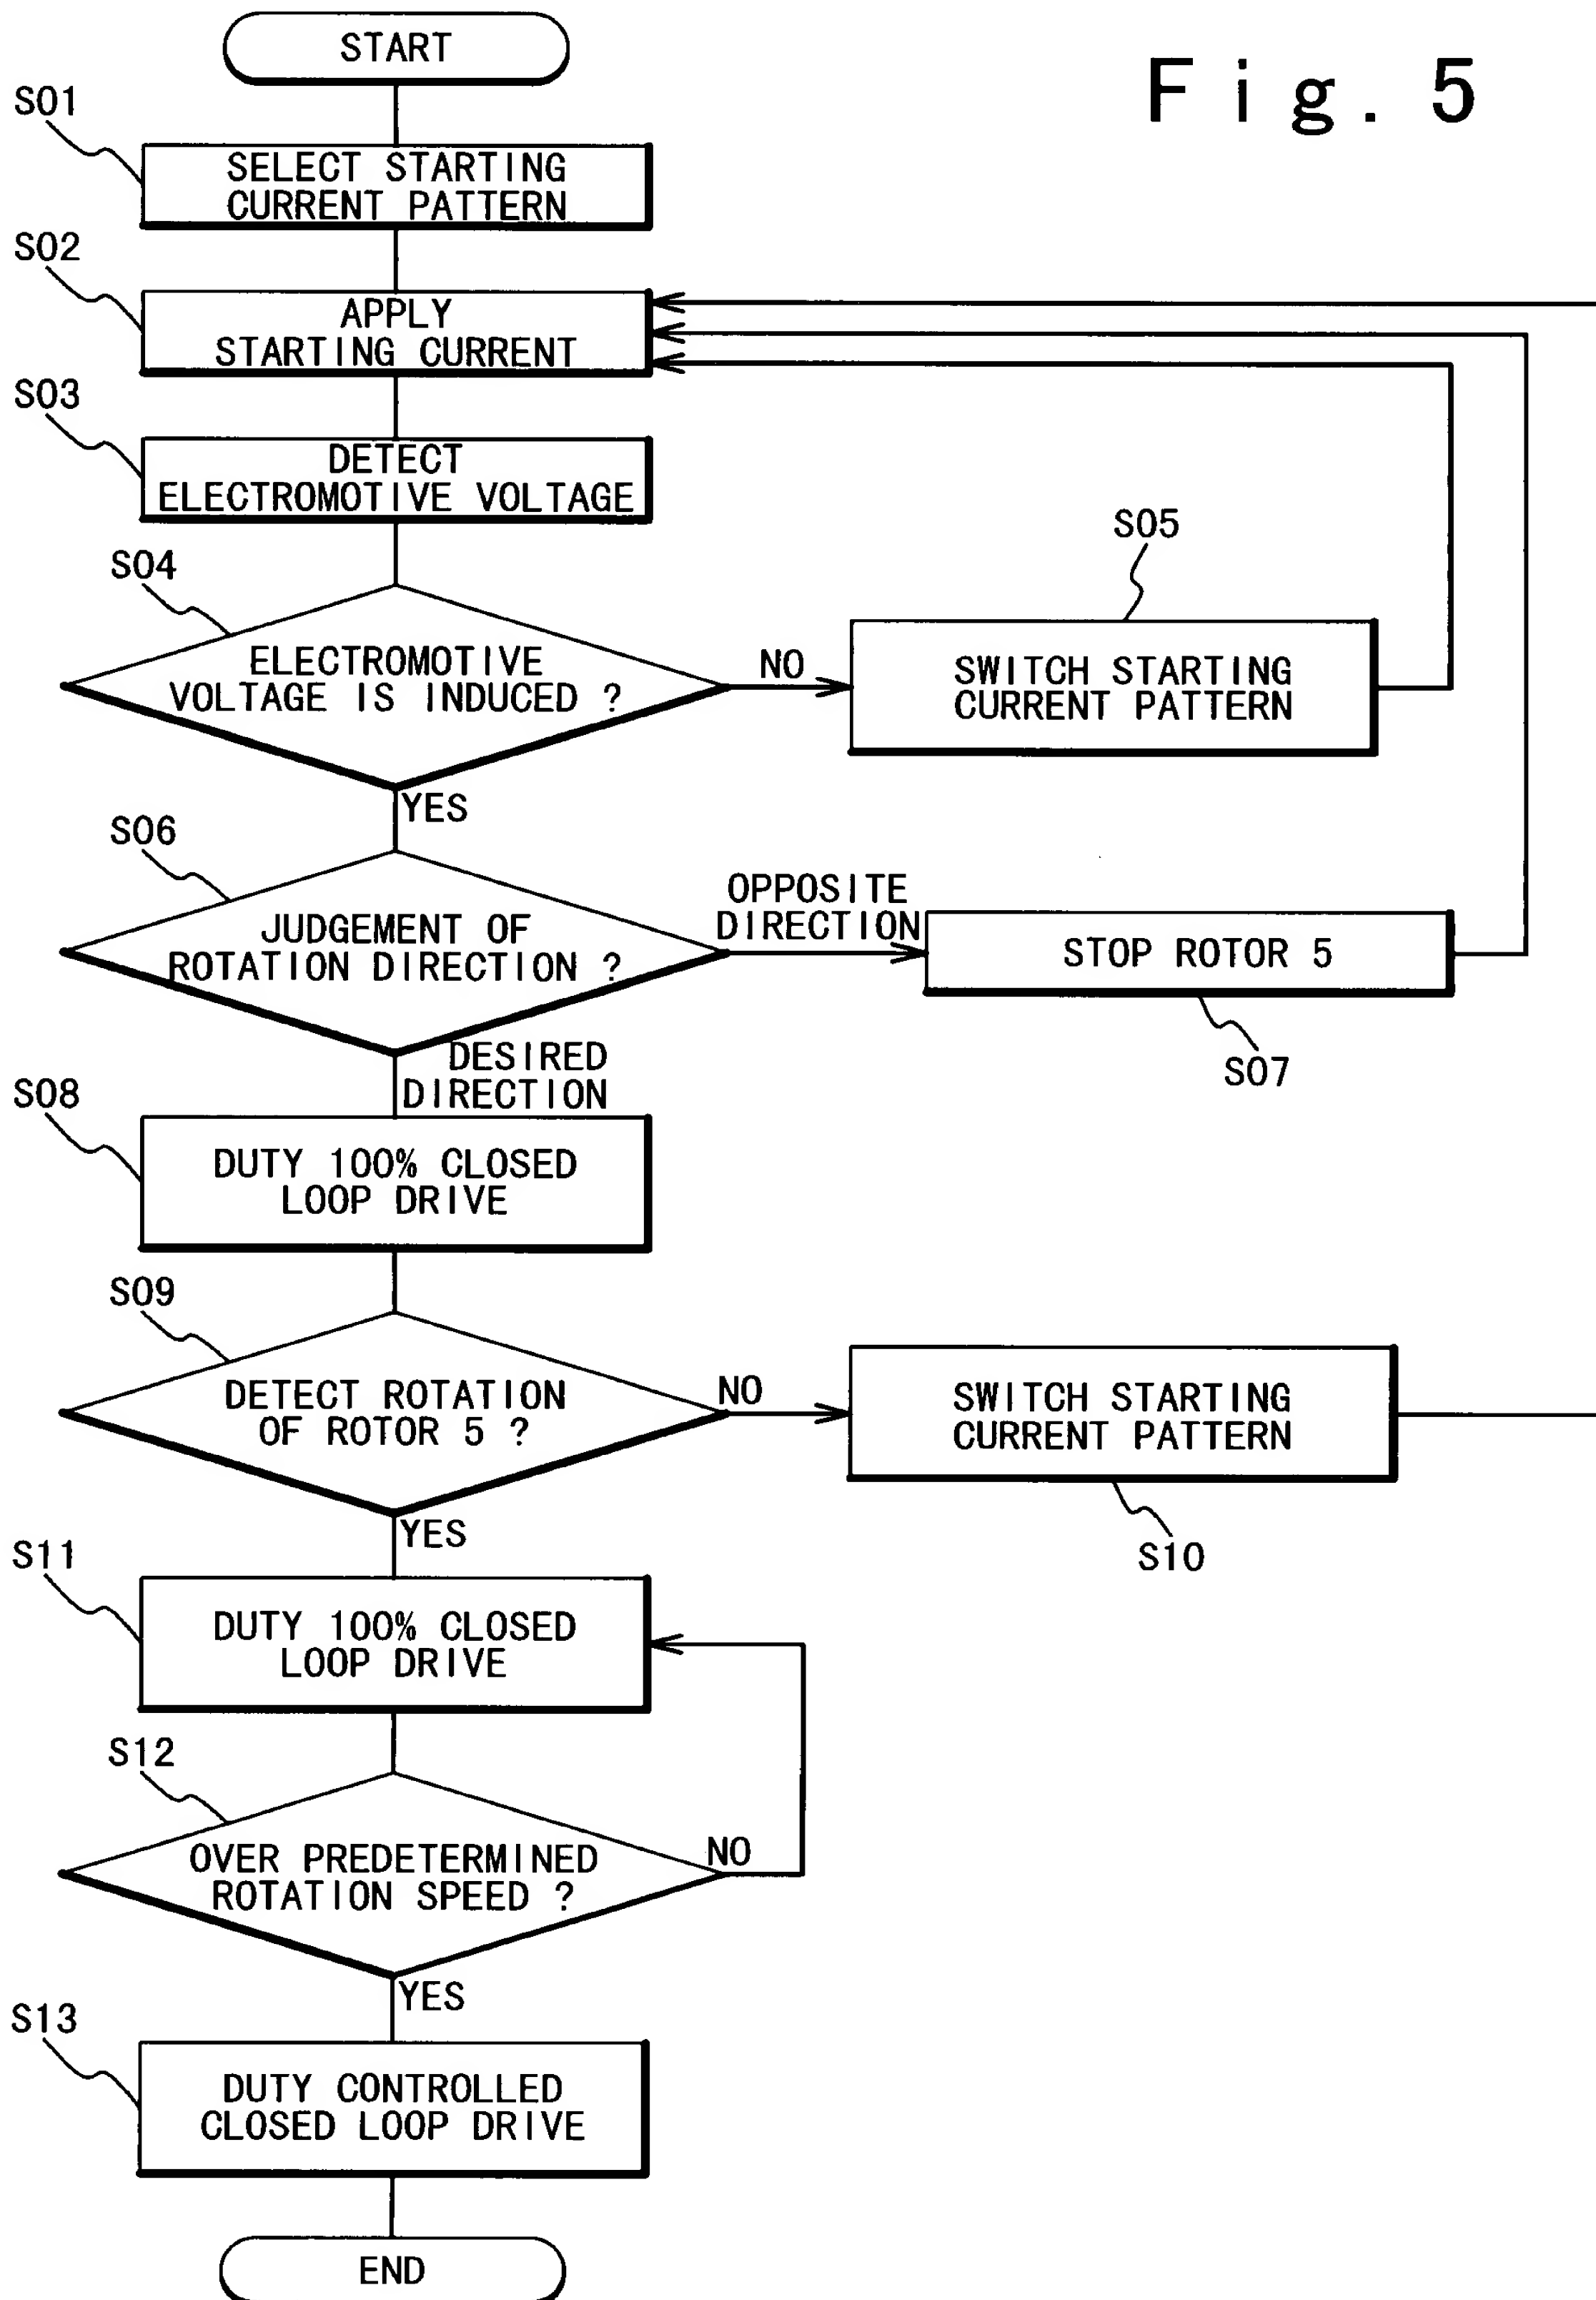 START
Fig. 5
S01
SELECT STARTING
CURRENT PATTERN
S02
APPLY
STARTING CURRENT
S03
DETECT
ELECTROMOTIVE VOLTAGE
S04
ELECTROMOTIVE
VOLTAGE IS INDUCED ?
NO
S05
SWITCH STARTING
CURRENT PATTERN
YES
S06
JUDGEMENT OF
ROTATION DIRECTION ?
OPPOSITE
DIRECTION
STOP ROTOR 5
S07
DESIRED
DIRECTION
S08
DUTY 100% CLOSED
LOOP DRIVE
S09
DETECT ROTATION
OF ROTOR 5 ?
NO
SWITCH STARTING
CURRENT PATTERN
S10
YES
S11
DUTY 100% CLOSED
LOOP DRIVE
S12
OVER PREDETERMINED
ROTATION SPEED ?
NO
YES
S13
DUTY CONTROLLED
CLOSED LOOP DRIVE
END